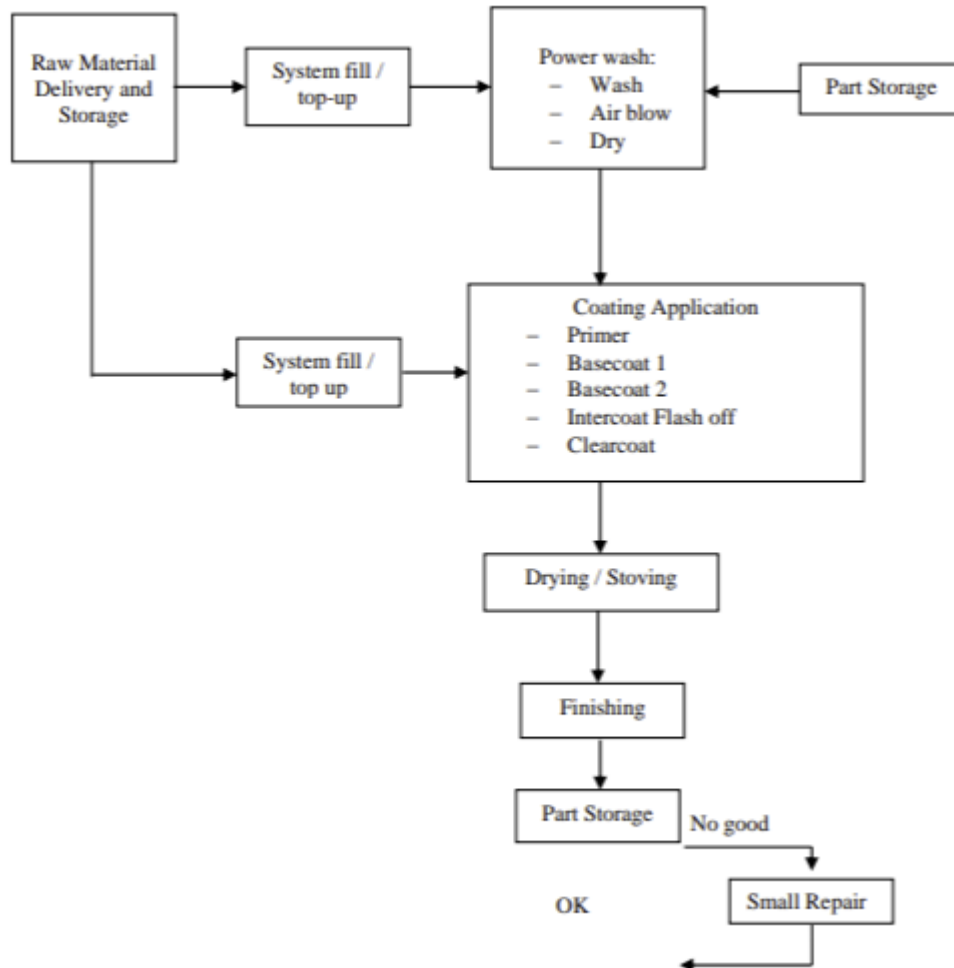 Raw Material
Delivery and
Storage
System fill /
top-up
Power wash:
– Wash
– Air blow
– Dry
Part Storage
System fill /
top up
Coating Application
– Primer
– Basecoat 1
– Basecoat 2
– Intercoat Flash off
– Clearcoat
Drying / Stoving
Finishing
Part Storage
No good
OK
Small Repair